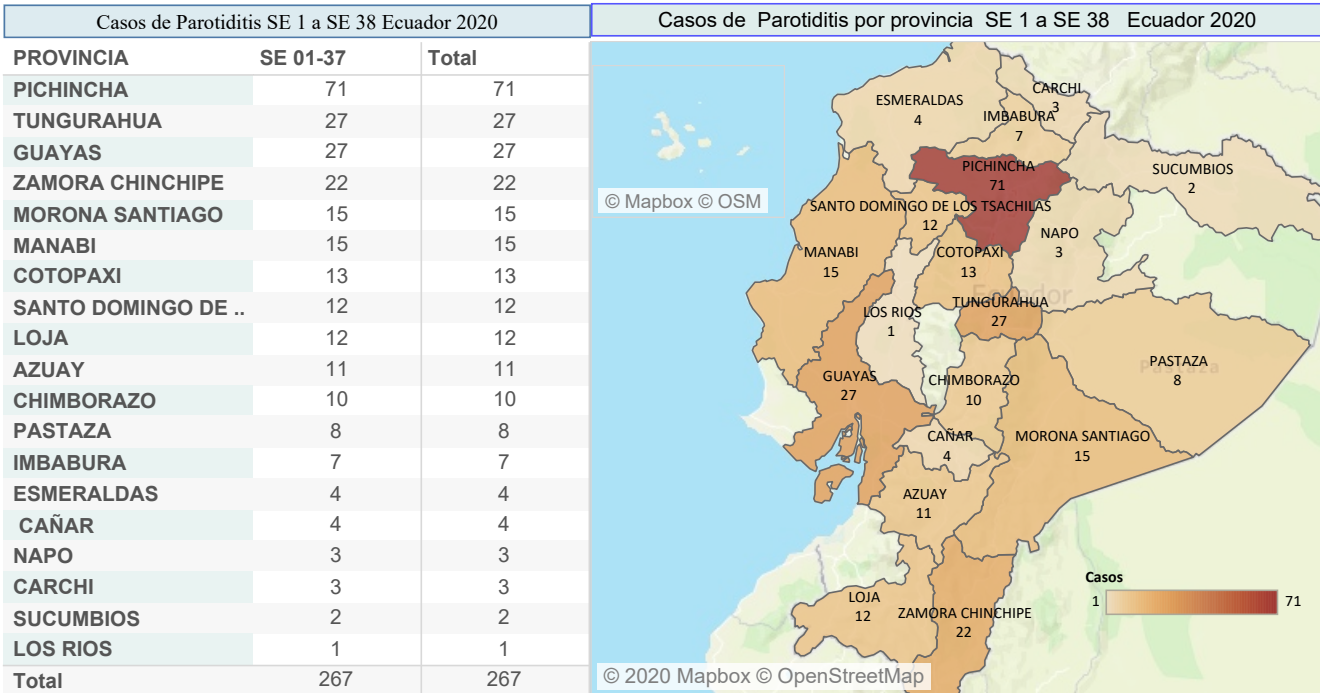 Casos de Parotiditis SE 1 a SE 38 Ecuador 2020
PROVINCIA SE 01-37 Total
PICHINCHA 71 71
TUNGURAHUA 27 27
GUAYAS 27 27
ZAMORA CHINCHIPE 22 22
MORONA SANTIAGO 15 15
MANABI 15 15
COTOPAXI 13 13
SANTO DOMINGO DE .. 12 12
LOJA 12 12
AZUAY 11 11
CHIMBORAZO 10 10
PASTAZA 8 8
IMBABURA 7 7
ESMERALDAS 4 4
CAÑAR 4 4
NAPO 3 3
CARCHI 3 3
SUCUMBIOS 2 2
LOS RIOS 1 1
Total 267 267
Casos de Parotiditis por provincia SE 1 a SE 38 Ecuador 2020
CARCHI
3
ESMERALDAS
4
IMBABURA
7
PICHINCHA
71
SUCUMBIOS
2
© Mapbox © OSM
SANTO DOMINGO DE LOS TSACHILAS
12
NAPO
3
MANABI
15
COTOPAXI
13
Ecuador
TUNGURAHUA
27
LOS RIOS
1
PASTAZA
Pastaza
8
GUAYAS
27
CHIMBORAZO
10
CAÑAR
4
MORONA SANTIAGO
15
AZUAY
11
Casos
1 71
LOJA
12
ZAMORA CHINCHIPE
22
© 2020 Mapbox © OpenStreetMap